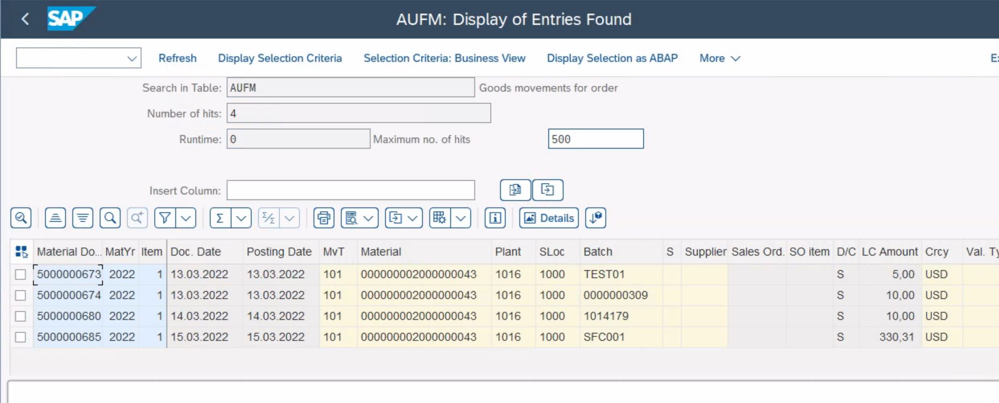 SAP AUFM: Display of Entries Found
Refresh Display Selection Criteria Selection Criteria: Business View Display Selection as ABAP More
Search in Table: AUFM Goods movements for order
Number of hits: 4
Runtime: 0 Maximum no. of hits 500
Insert Column:
Details
Material Do... MatYr Item Doc. Date Posting Date MvT Material Plant SLoc Batch S Supplier Sales Ord. SO item D/C LC Amount Crcy Val.
5000000673 2022 1 13.03.2022 13.03.2022 101 000000002000000043 1016 1000 TEST01 S 5,00 USD
5000000674 2022 1 13.03.2022 13.03.2022 101 000000002000000043 1016 1000 0000000309 S 10,00 USD
5000000680 2022 1 14.03.2022 14.03.2022 101 000000002000000043 1016 1000 1014179 S 10,00 USD
5000000685 2022 1 15.03.2022 15.03.2022 101 000000002000000043 1016 1000 SFC001 S 330,31 USD